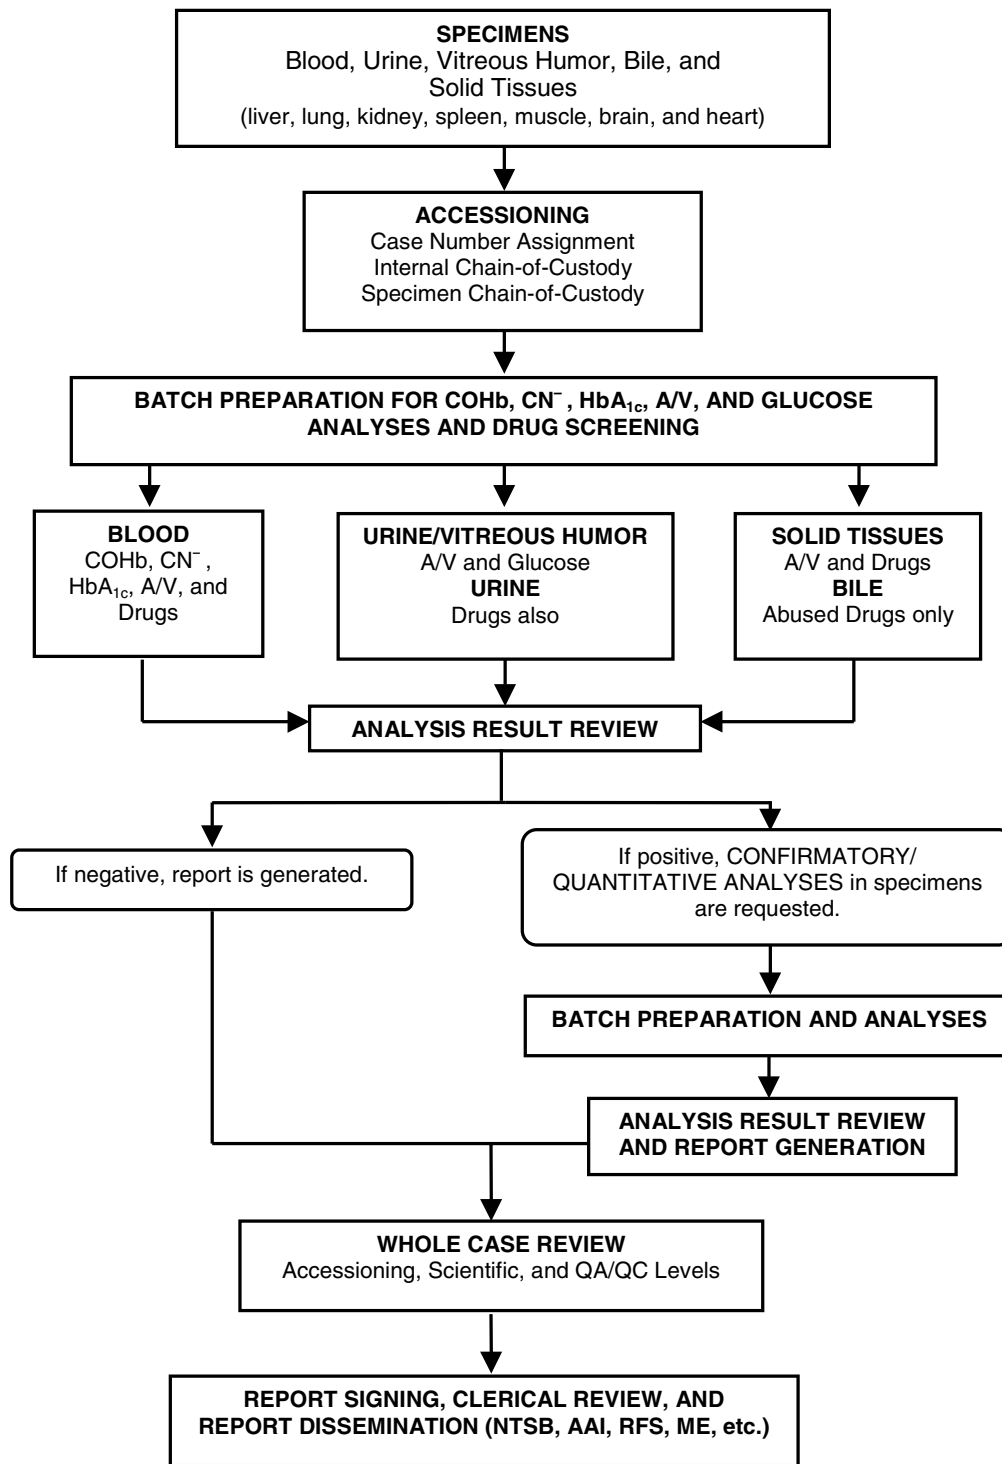 SPECIMENS
Blood, Urine, Vitreous Humor, Bile, and
Solid Tissues
(liver, lung, kidney, spleen, muscle, brain, and heart)
ACCESSIONING
Case Number Assignment
Internal Chain-of-Custody
Specimen Chain-of-Custody
BATCH PREPARATION FOR COHb, CN⁻, HbA1c, A/V, AND GLUCOSE
ANALYSES AND DRUG SCREENING
BLOOD
COHb, CN⁻,
HbA1c, A/V, and
Drugs
URINE/VITREOUS HUMOR
A/V and Glucose
URINE
Drugs also
SOLID TISSUES
A/V and Drugs
BILE
Abused Drugs only
ANALYSIS RESULT REVIEW
If negative, report is generated.
If positive, CONFIRMATORY/
QUANTITATIVE ANALYSES in specimens
are requested.
BATCH PREPARATION AND ANALYSES
ANALYSIS RESULT REVIEW
AND REPORT GENERATION
WHOLE CASE REVIEW
Accessioning, Scientific, and QA/QC Levels
REPORT SIGNING, CLERICAL REVIEW, AND
REPORT DISSEMINATION (NTSB, AAI, RFS, ME, etc.)